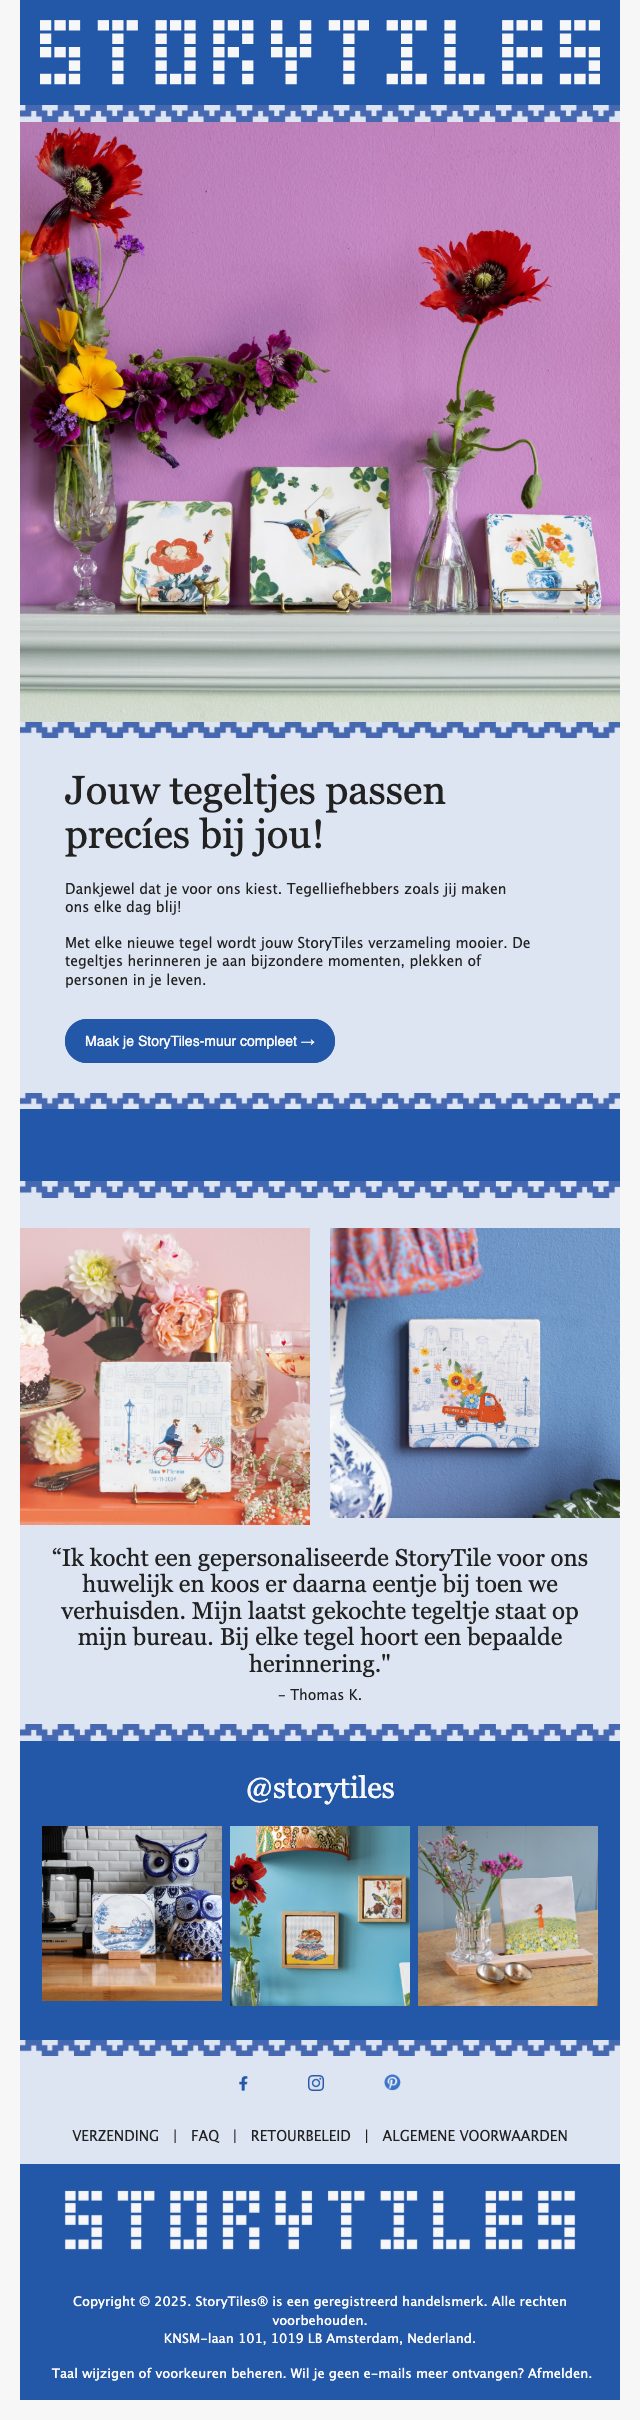 STORYTILES
Jouw tegeltjes passen
precíes bij jou!
Dankjewel dat je voor ons kiest. Tegelliefhebbers zoals jij maken
ons elke dag blij!
Met elke nieuwe tegel wordt jouw StoryTiles verzameling mooier. De
tegeltjes herinneren je aan bijzondere momenten, plekken of
personen in je leven.
Maak je StoryTiles-muur compleet →
“Ik kocht een gepersonaliseerde StoryTile voor ons
huwelijk en koos er daarna eentje bij toen we
verhuisden. Mijn laatst gekochte tegeltje staat op
mijn bureau. Bij elke tegel hoort een bepaalde
herinnering."
– Thomas K.
@storytiles
VERZENDING | FAQ | RETOURBELEID | ALGEMENE VOORWAARDEN
STORYTILES
Copyright © 2025. StoryTiles® is een geregistreerd handelsmerk. Alle rechten
voorbehouden.
KNSM-laan 101, 1019 LB Amsterdam, Nederland.
Taal wijzigen of voorkeuren beheren. Wil je geen e-mails meer ontvangen? Afmelden.